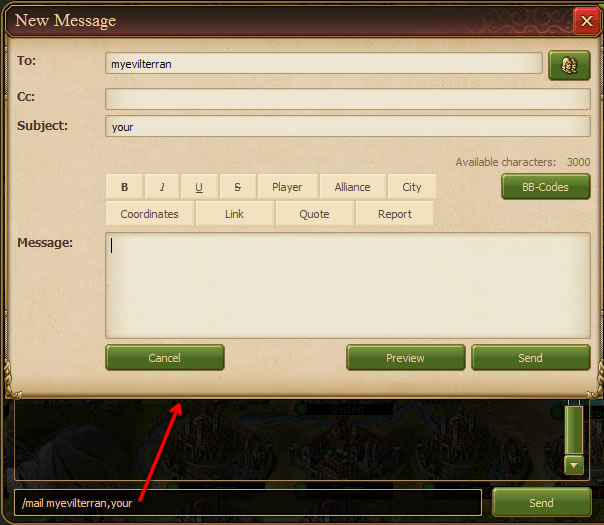 New Message
To: myevilterran
Cc:
Subject: your
Available characters: 3000
B I U S Player Alliance City BB-Codes
Coordinates Link Quote Report
Message:
Cancel Preview Send
/mail myevilterran,your Send